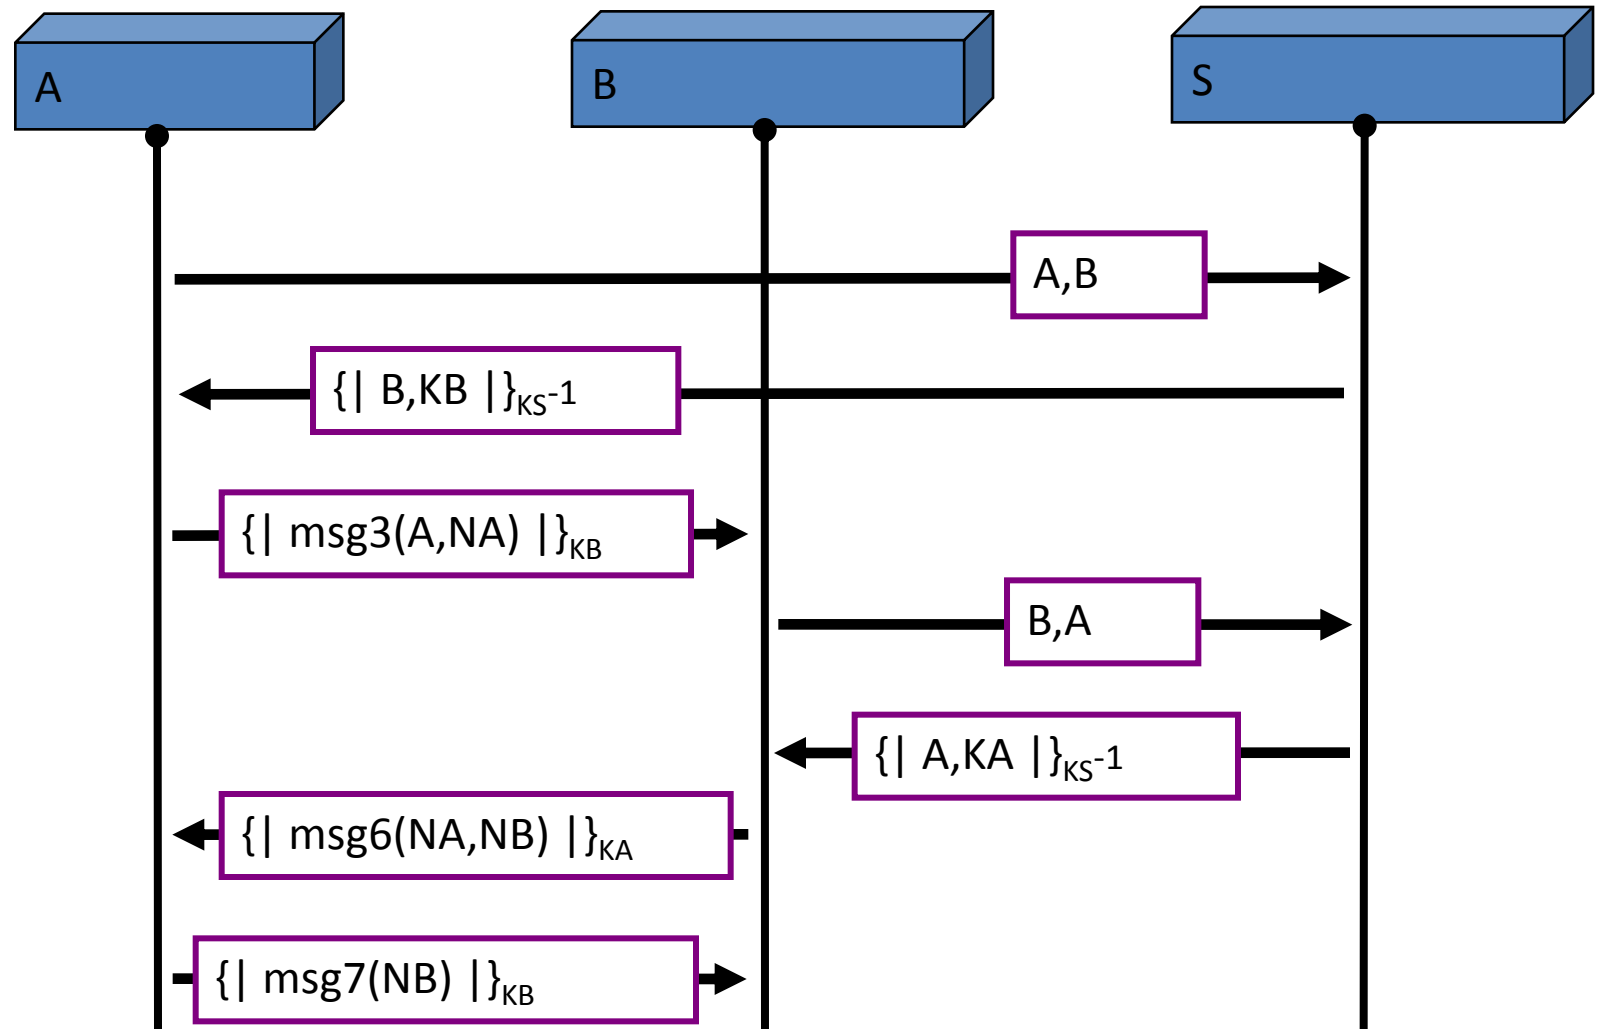 A
B
S
A,B
{| B,KB |}KS-1
{| msg3(A,NA) |}KB
B,A
{| A,KA |}KS-1
{| msg6(NA,NB) |}KA
{| msg7(NB) |}KB